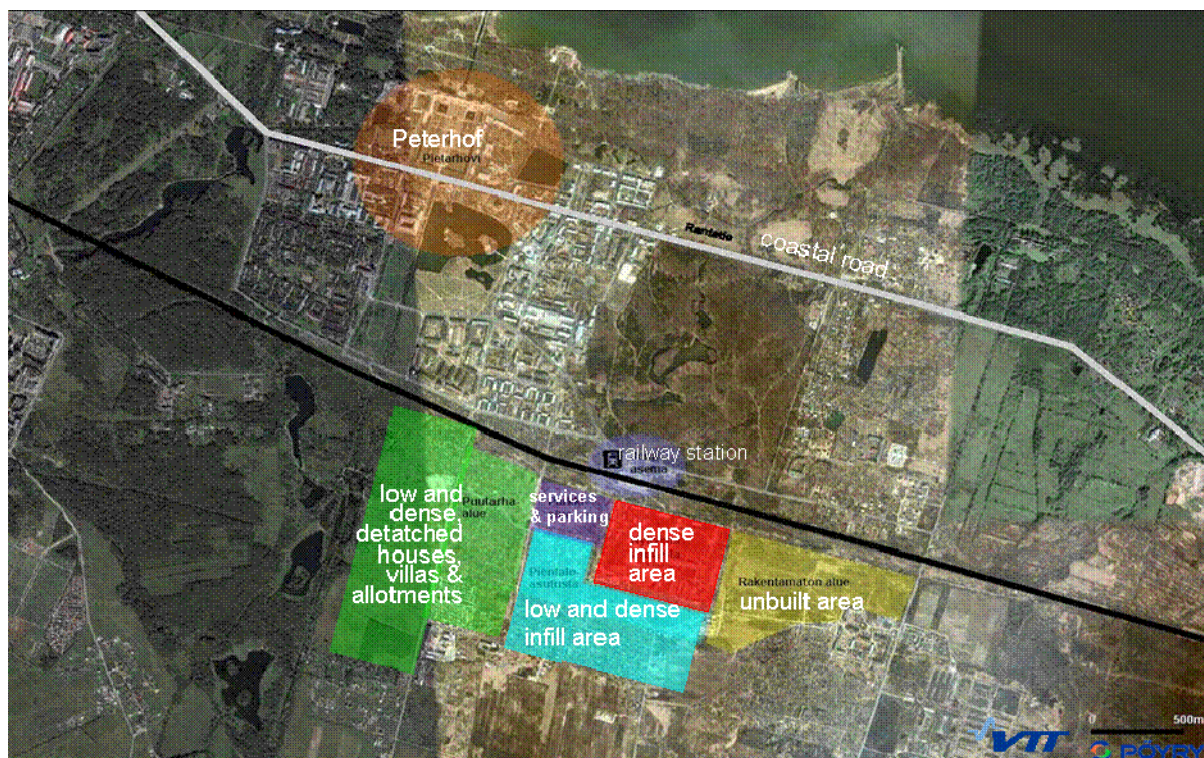 Peterhof
Pietarhovi
Rantatie
coastal road
railway station
asema
low and
dense,
detatched
houses,
villas &
allotments
Puutarha
alue
services
& parking
dense
infill
area
Pientalo-
asutusta
low and dense
infill area
Rakentamaton alue
unbuilt area
0
500m
VTT
PÖYRY